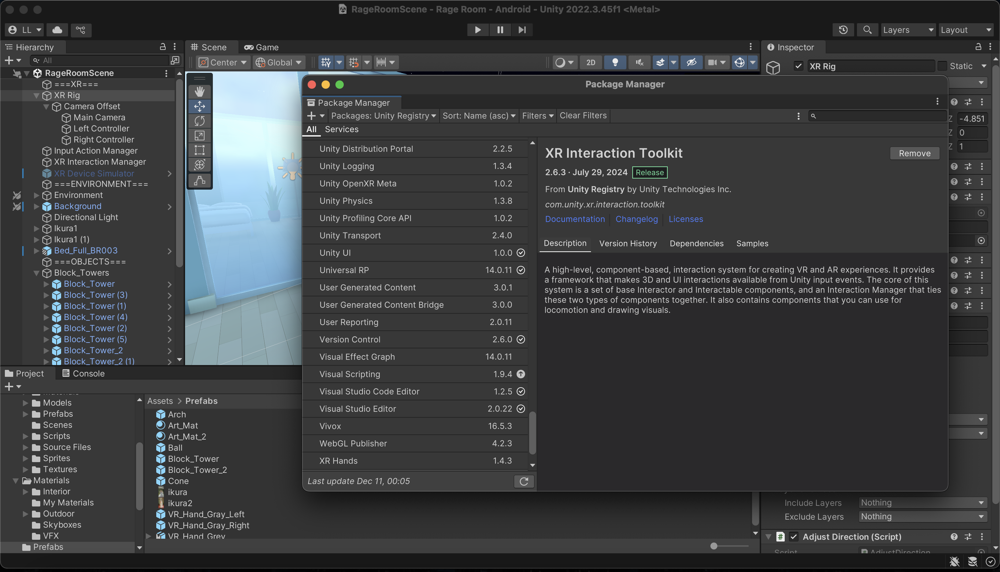 RageRoomScene - Rage Room - Android - Unity 2022.3.45f1 <Metal>
LL
Layers
Layout
Hierarchy
All
RageRoomScene
===XR===
XR Rig
Camera Offset
Main Camera
Left Controller
Right Controller
Input Action Manager
XR Interaction Manager
XR Device Simulator
===ENVIRONMENT===
Environment
Background
Directional Light
Ikura1
Ikura1 (1)
Bed_Full_BR003
===OBJECTS===
Block_Towers
Block_Tower
Block_Tower (3)
Block_Tower (1)
Block_Tower (4)
Block_Tower (2)
Block_Tower (5)
Block_Tower_2
Block_Tower_2 (1)
Scene
Game
Center
Global
2D
Inspector
XR Rig
Static
Z -4.851
Z 0
Z 1
Package Manager
Package Manager
Packages: Unity Registry
Sort: Name (asc)
Filters
Clear Filters
All
Services
Unity Distribution Portal 2.2.5
Unity Logging 1.3.4
Unity OpenXR Meta 1.0.2
Unity Physics 1.3.8
Unity Profiling Core API 1.0.2
Unity Transport 2.4.0
Unity UI 1.0.0
Universal RP 14.0.11
User Generated Content 3.0.1
User Generated Content Bridge 3.0.0
User Reporting 2.0.11
Version Control 2.6.0
Visual Effect Graph 14.0.11
Visual Scripting 1.9.4
Visual Studio Code Editor 1.2.5
Visual Studio Editor 2.0.22
Vivox 16.5.3
WebGL Publisher 4.2.3
XR Hands 1.4.3
Last update Dec 11, 00:05
XR Interaction Toolkit
Remove
2.6.3 · July 29, 2024 Release
From Unity Registry by Unity Technologies Inc.
com.unity.xr.interaction.toolkit
Documentation
Changelog
Licenses
Description
Version History
Dependencies
Samples
A high-level, component-based, interaction system for creating VR and AR experiences. It provides
a framework that makes 3D and UI interactions available from Unity input events. The core of this
system is a set of base Interactor and Interactable components, and an Interaction Manager that ties
these two types of components together. It also contains components that you can use for
locomotion and drawing visuals.
Project
Console
Models
Prefabs
Scenes
Scripts
Source Files
Sprites
Textures
Materials
Interior
My Materials
Outdoor
Skyboxes
VFX
Prefabs
Assets > Prefabs
Arch
Art_Mat
Art_Mat_2
Ball
Block_Tower
Block_Tower_2
Cone
ikura
ikura2
VR_Hand_Gray_Left
VR_Hand_Gray_Right
VR_Hand_Grey
Include Layers Nothing
Exclude Layers Nothing
# Adjust Direction (Script)
Script # AdjustDirection